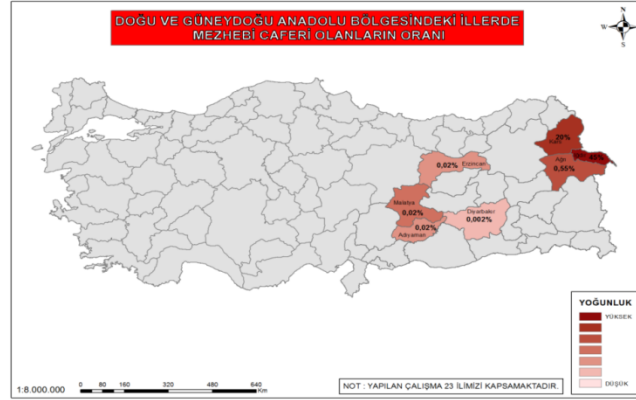 DOĞU VE GÜNEYDOĞU ANADOLU BÖLGESİNDEKİ İLLERDE
MEZHEBİ CAFERİ OLANLARIN ORANI
N
W E
S
20%
Kars
40%
Ağrı
0,55%
0,02% Erzincan
Malatya
0,02%
Diyarbakır
0,002%
0,02%
Adıyaman
YOĞUNLUK
YÜKSEK
DÜŞÜK
1:8.000.000
0 80 160 320 480 640
Km
NOT : YAPILAN ÇALIŞMA 23 İLİMİZİ KAPSAMAKTADIR.